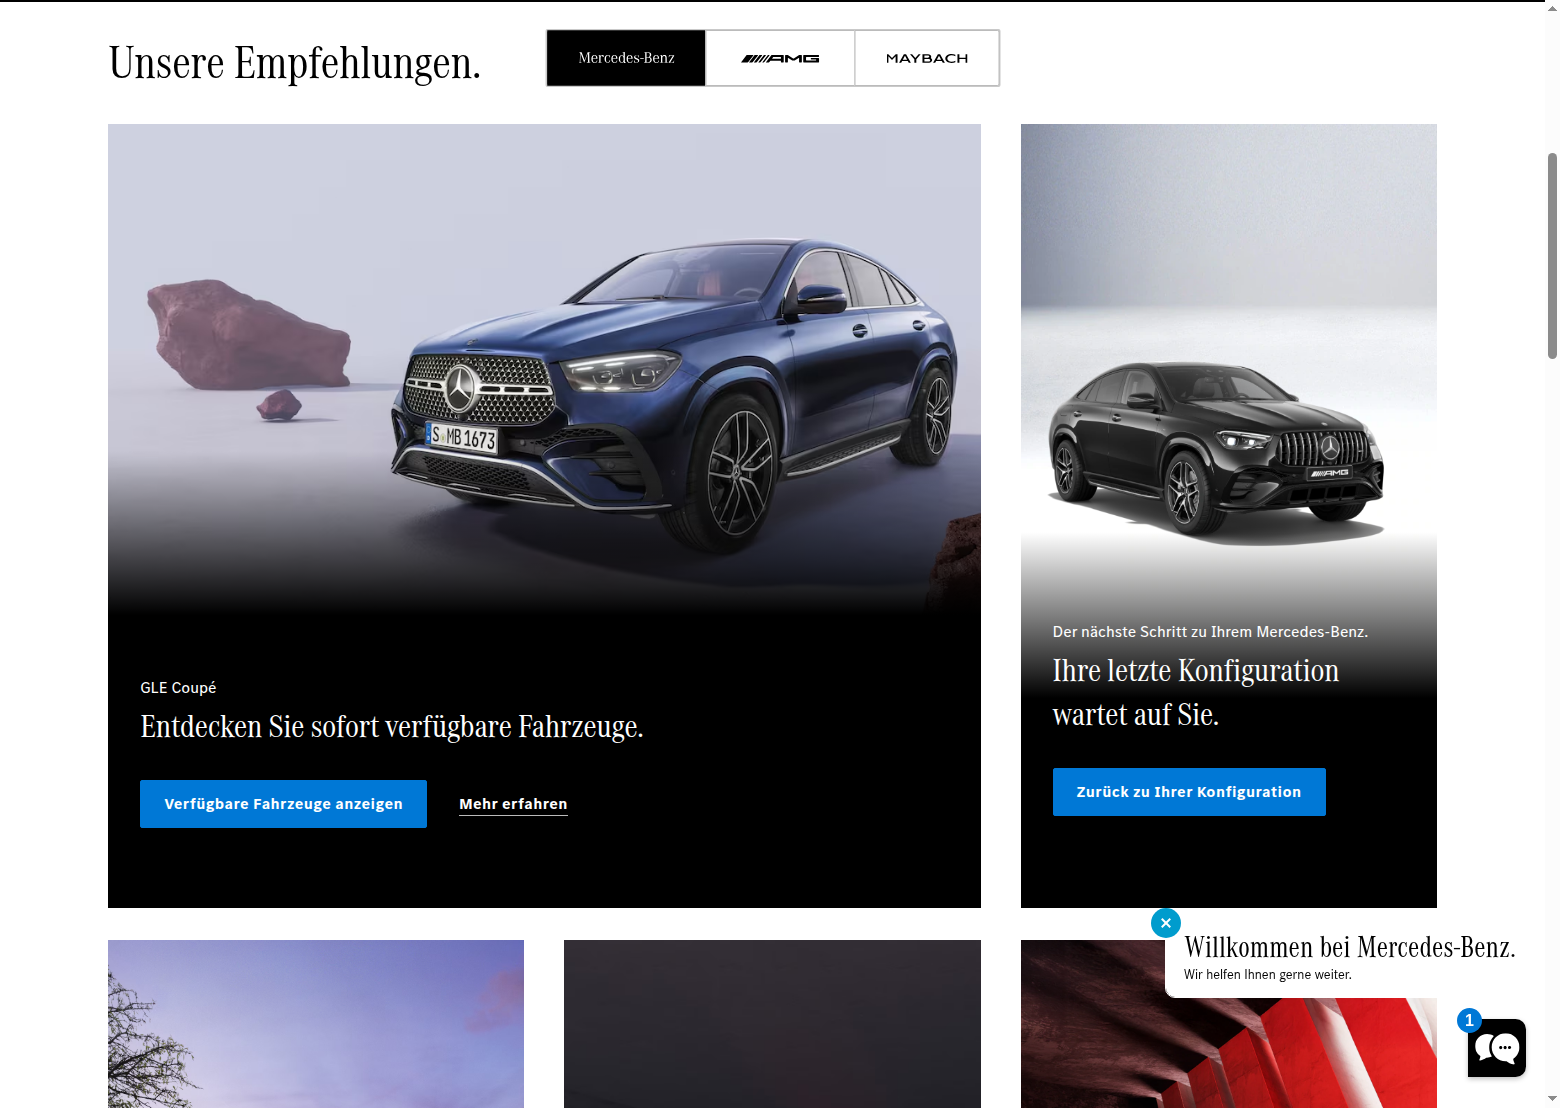 Unsere Empfehlungen.
Mercedes-Benz
AMG
MAYBACH
S MB 1673
AMG
GLE Coupé
Entdecken Sie sofort verfügbare Fahrzeuge.
Verfügbare Fahrzeuge anzeigen
Mehr erfahren
Der nächste Schritt zu Ihrem Mercedes-Benz.
Ihre letzte Konfiguration
wartet auf Sie.
Zurück zu Ihrer Konfiguration
Willkommen bei Mercedes-Benz.
Wir helfen Ihnen gerne weiter.
1